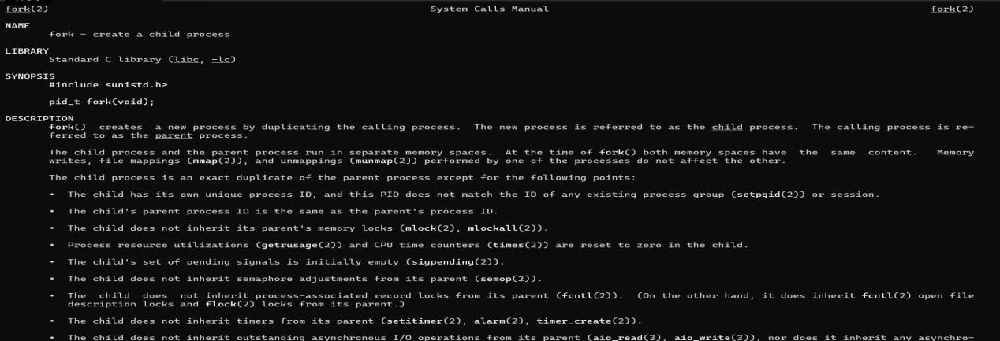 fork(2) System Calls Manual fork(2)
NAME
fork - create a child process
LIBRARY
Standard C library (libc, -lc)
SYNOPSIS
#include <unistd.h>
pid_t fork(void);
DESCRIPTION
fork() creates a new process by duplicating the calling process. The new process is referred to as the child process. The calling process is re-
ferred to as the parent process.
The child process and the parent process run in separate memory spaces. At the time of fork() both memory spaces have the same content. Memory
writes, file mappings (mmap(2)), and unmappings (munmap(2)) performed by one of the processes do not affect the other.
The child process is an exact duplicate of the parent process except for the following points:
• The child has its own unique process ID, and this PID does not match the ID of any existing process group (setpgid(2)) or session.
• The child's parent process ID is the same as the parent's process ID.
• The child does not inherit its parent's memory locks (mlock(2), mlockall(2)).
• Process resource utilizations (getrusage(2)) and CPU time counters (times(2)) are reset to zero in the child.
• The child's set of pending signals is initially empty (sigpending(2)).
• The child does not inherit semaphore adjustments from its parent (semop(2)).
• The child does not inherit process-associated record locks from its parent (fcntl(2)). (On the other hand, it does inherit fcntl(2) open file
description locks and flock(2) locks from its parent.)
• The child does not inherit timers from its parent (setitimer(2), alarm(2), timer_create(2)).
• The child does not inherit outstanding asynchronous I/O operations from its parent (aio_read(3), aio_write(3)), nor does it inherit any asynchro-